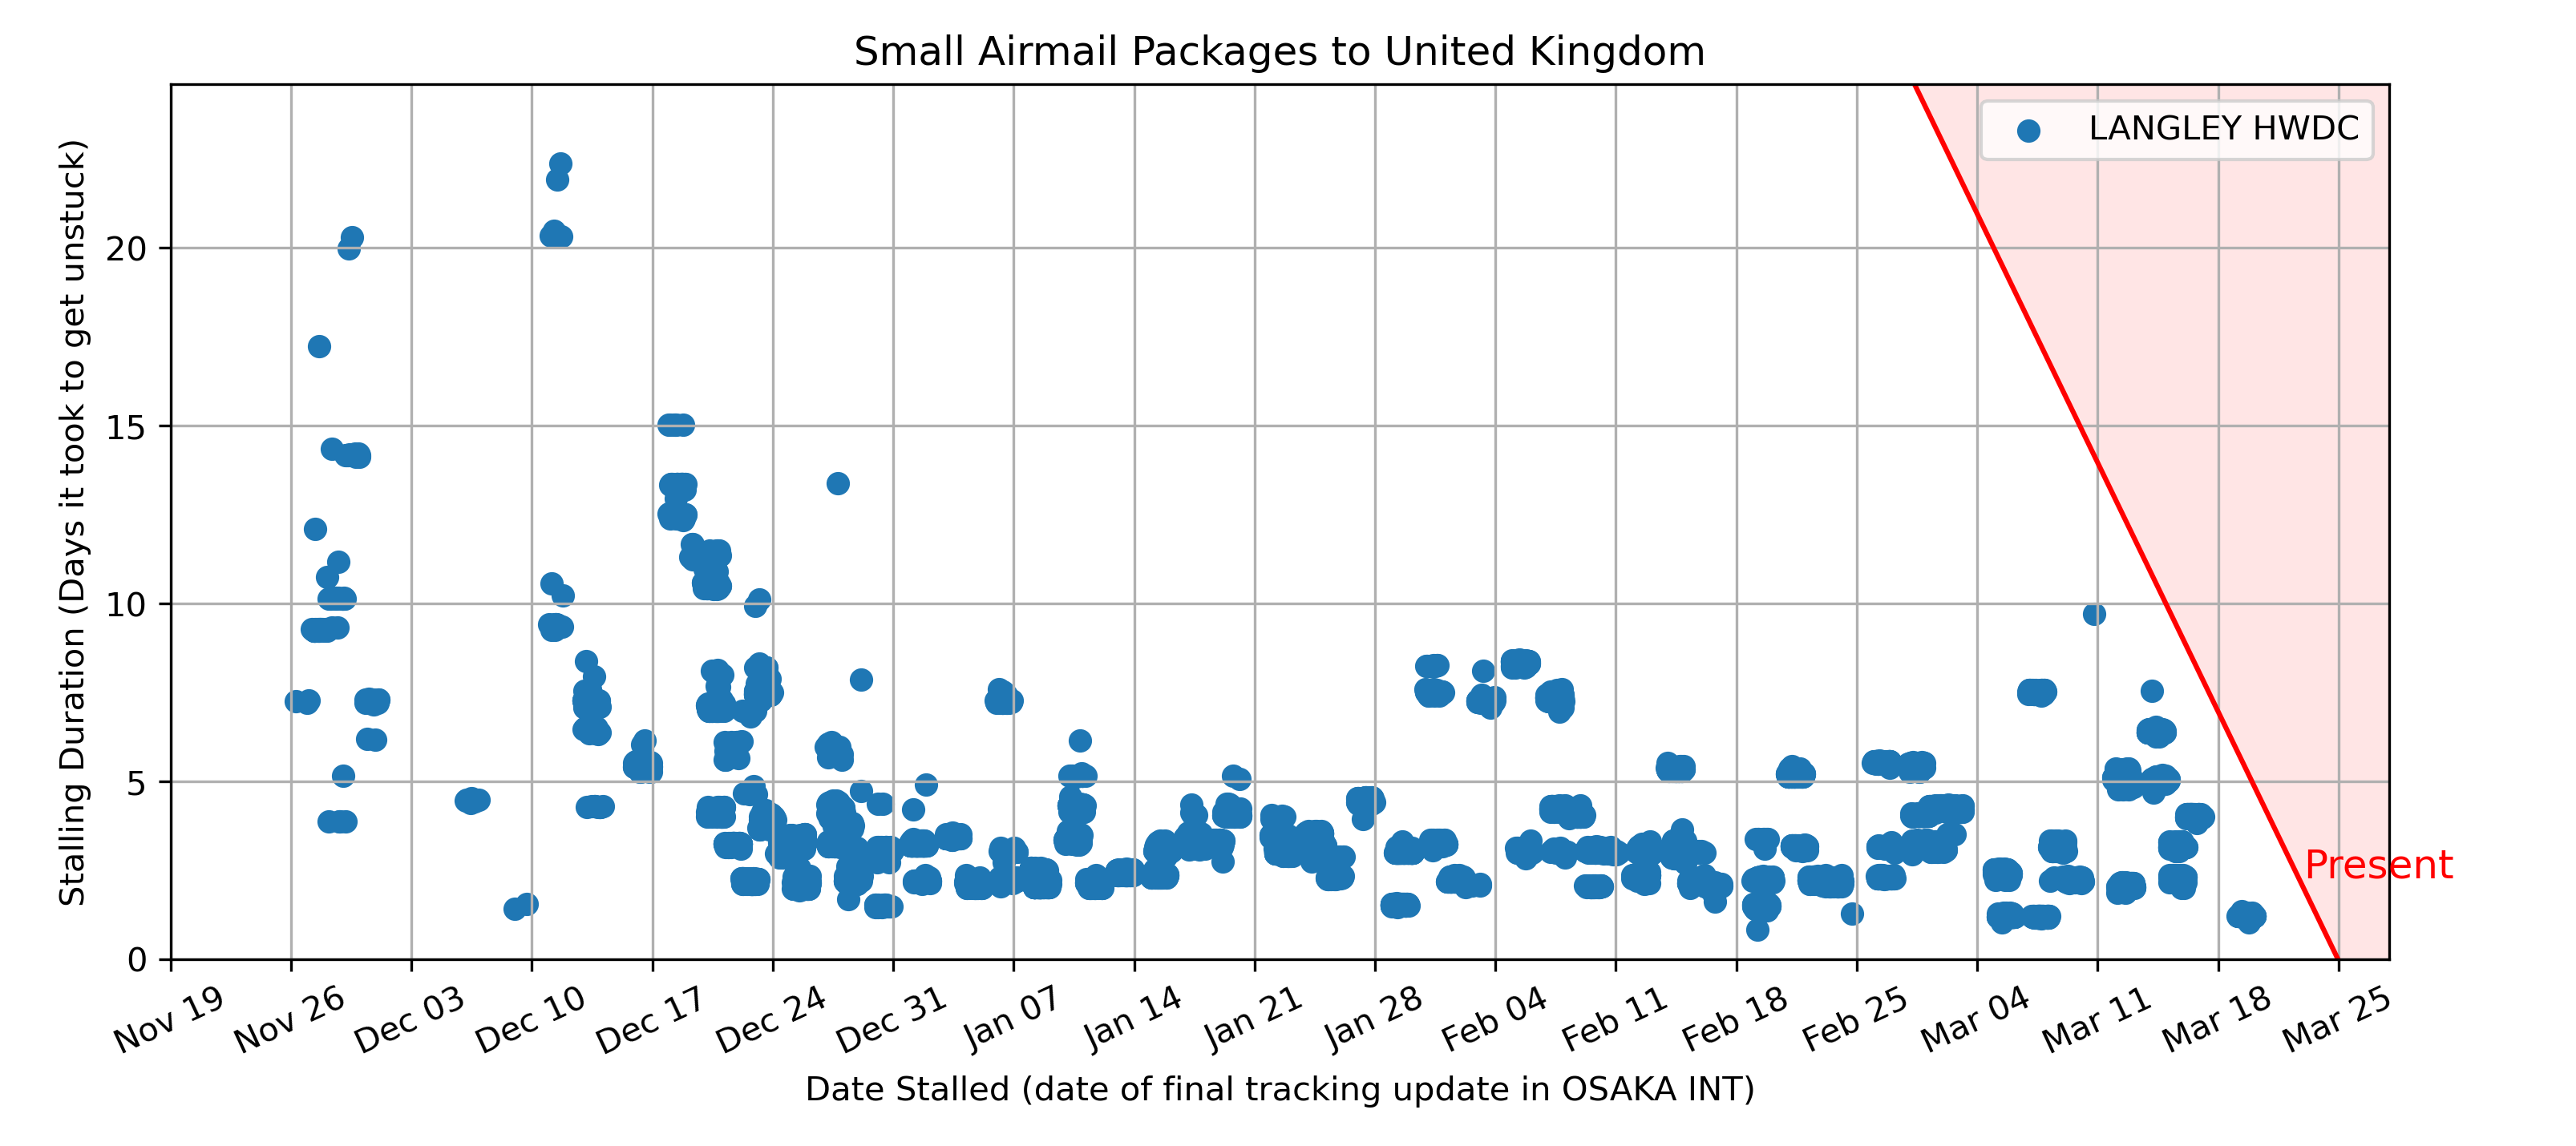 Small Airmail Packages to United Kingdom
LANGLEY HWDC
Stalling Duration (Days it took to get unstuck)
20
15
10
5
0
Present
Nov 19
Nov 26
Dec 03
Dec 10
Dec 17
Dec 24
Dec 31
Jan 07
Jan 14
Jan 21
Jan 28
Feb 04
Feb 11
Feb 18
Feb 25
Mar 04
Mar 11
Mar 18
Mar 25
Date Stalled (date of final tracking update in OSAKA INT)